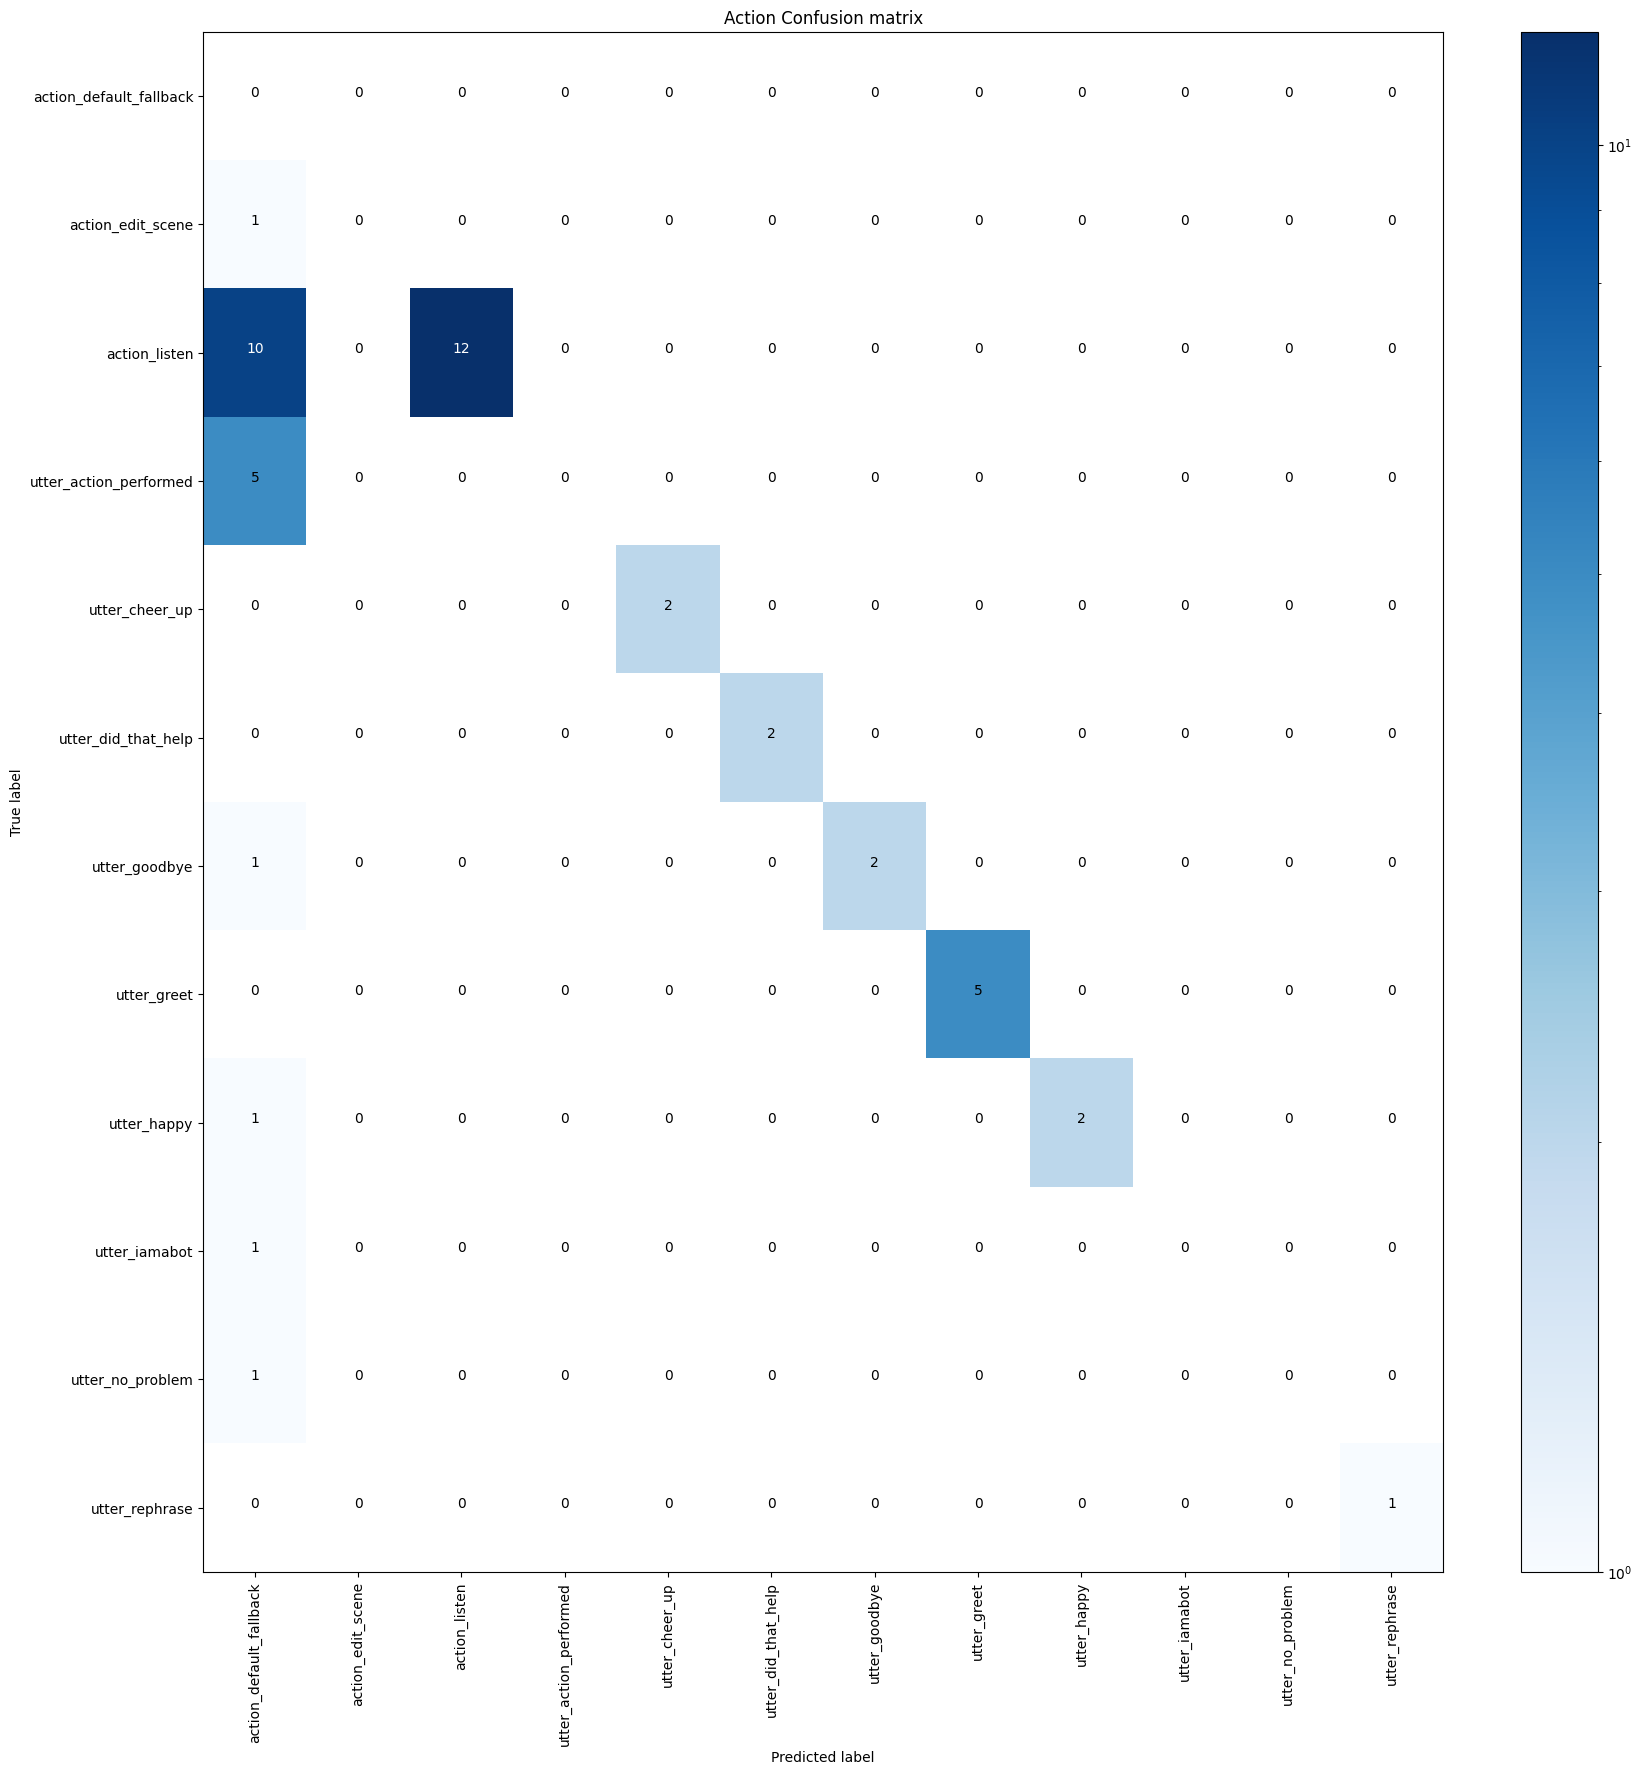 Action Confusion matrix
action_default_fallback 0 0 0 0 0 0 0 0 0 0 0 0
action_edit_scene 1 0 0 0 0 0 0 0 0 0 0 0
action_listen 10 0 12 0 0 0 0 0 0 0 0 0
utter_action_performed 5 0 0 0 0 0 0 0 0 0 0 0
utter_cheer_up 0 0 0 0 2 0 0 0 0 0 0 0
utter_did_that_help 0 0 0 0 0 2 0 0 0 0 0 0
utter_goodbye 1 0 0 0 0 0 2 0 0 0 0 0
utter_greet 0 0 0 0 0 0 0 5 0 0 0 0
utter_happy 1 0 0 0 0 0 0 0 2 0 0 0
utter_iamabot 1 0 0 0 0 0 0 0 0 0 0 0
utter_no_problem 1 0 0 0 0 0 0 0 0 0 0 0
utter_rephrase 0 0 0 0 0 0 0 0 0 0 0 1
True label
action_default_fallback
action_edit_scene
action_listen
utter_action_performed
utter_cheer_up
utter_did_that_help
utter_goodbye
utter_greet
utter_happy
utter_iamabot
utter_no_problem
utter_rephrase
Predicted label
10¹
10⁰